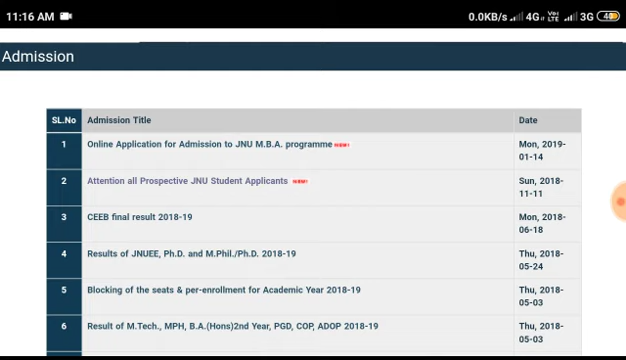 11:16 AM
0.0KB/s 4G VoLTE 3G 40
Admission
SL.No Admission Title Date
1 Online Application for Admission to JNU M.B.A. programme NEW! Mon, 2019-
01-14
2 Attention all Prospective JNU Student Applicants NEW! Sun, 2018-
11-11
3 CEEB final result 2018-19 Mon, 2018-
06-18
4 Results of JNUEE, Ph.D. and M.Phil./Ph.D. 2018-19 Thu, 2018-
05-24
5 Blocking of the seats & per-enrollment for Academic Year 2018-19 Thu, 2018-
05-03
6 Result of M.Tech., MPH, B.A.(Hons)2nd Year, PGD, COP, ADOP 2018-19 Thu, 2018-
05-03